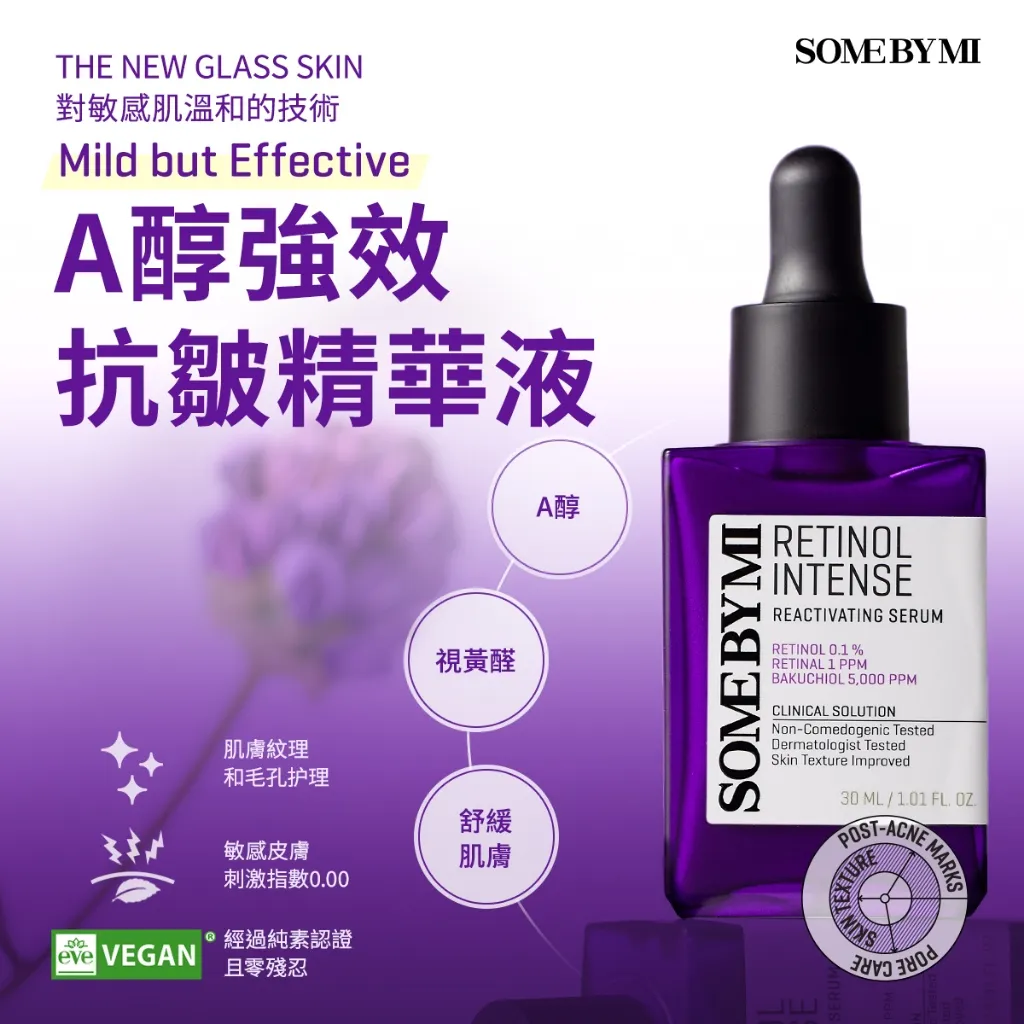 THE NEW GLASS SKIN
對敏感肌溫和的技術
Mild but Effective
A醇強效
抗皺精華液
SOME BY MI
A醇
視黃醛
舒緩
肌膚
肌膚紋理
和毛孔护理
敏感皮膚
刺激指數0.00
eve VEGAN®
經過純素認證
且零殘忍
SOME BY MI
RETINOL
INTENSE
REACTIVATING SERUM
RETINOL 0.1 %
RETINAL 1 PPM
BAKUCHIOL 5,000 PPM
CLINICAL SOLUTION
Non-Comedogenic Tested
Dermatologist Tested
Skin Texture Improved
30 ML / 1.01 FL. OZ.
POST-ACNE MARKS
SKIN TEXTURE
PORE CARE